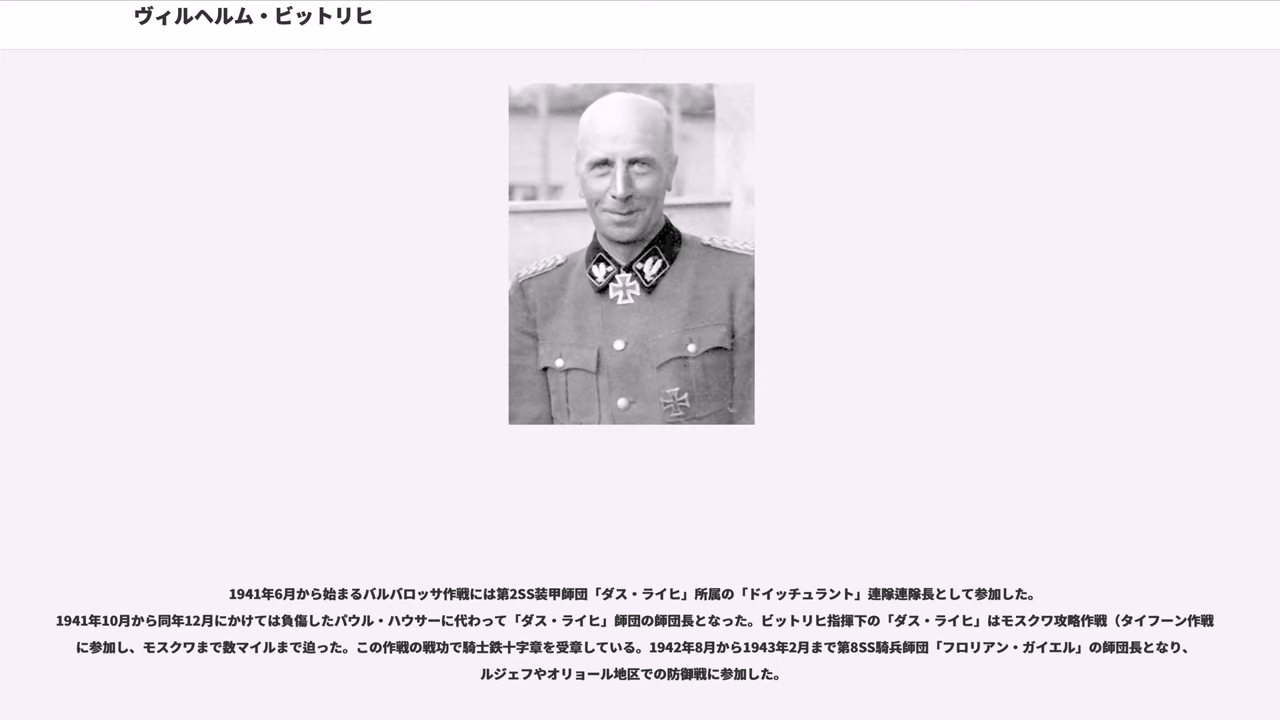 ヴィルヘルム・ビットリヒ
1941年6月から始まるバルバロッサ作戦には第2SS装甲師団「ダス・ライヒ」所属の「ドイッチュラント」連隊連隊長として参加した。
1941年10月から同年12月にかけては負傷したパウル・ハウサーに代わって「ダス・ライヒ」師団の師団長となった。ビットリヒ指揮下の「ダス・ライヒ」はモスクワ攻略作戦（タイフーン作戦
に参加し、モスクワまで数マイルまで迫った。この作戦の戦功で騎士鉄十字章を受章している。1942年8月から1943年2月まで第8SS騎兵師団「フロリアン・ガイエル」の師団長となり、
ルジェフやオリョール地区での防御戦に参加した。